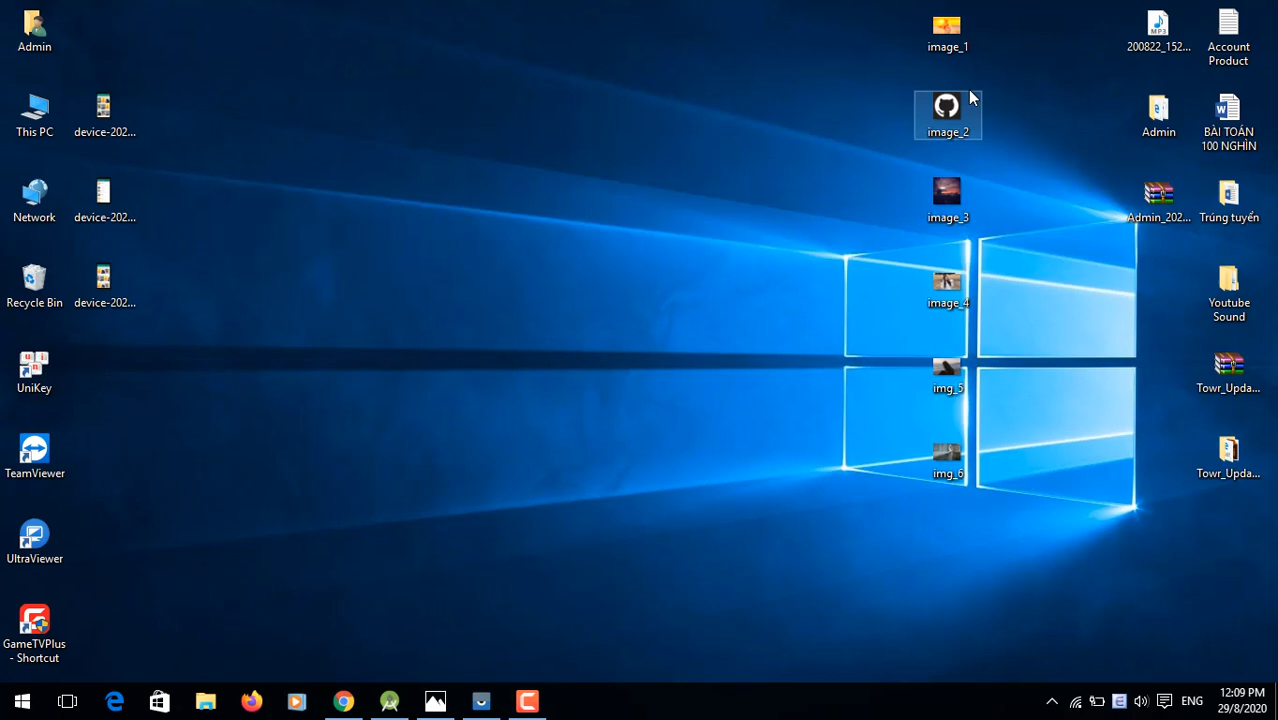 Admin
This PC
Network
Recycle Bin
UniKey
TeamViewer
UltraViewer
GameTVPlus
- Shortcut
device-202...
device-202...
device-202...
image_1
image_2
image_3
image_4
img_5
img_6
200822_152...
MP3
Admin
Admin_202...
Account
Product
BÀI TOÁN
100 NGHÌN
Trúng tuyển
Youtube
Sound
Towr_Upda...
Towr_Upda...
ENG
12:09 PM
29/8/2020